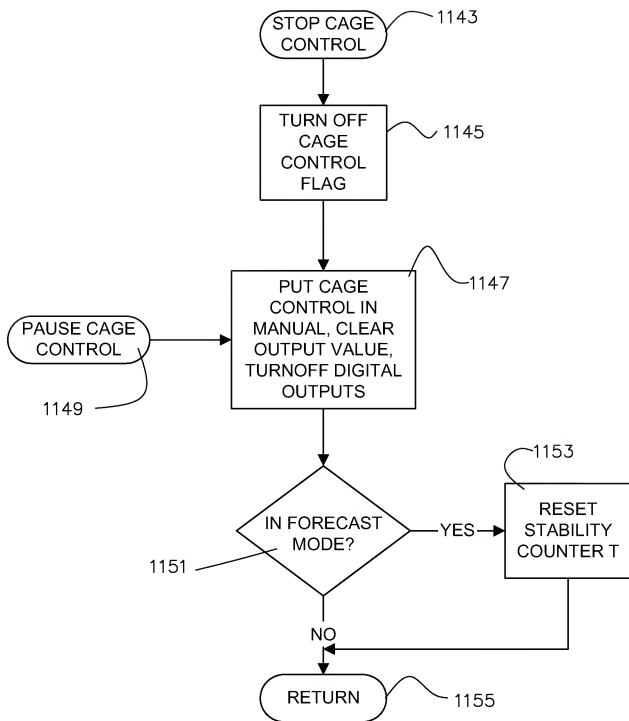 STOP CAGE
CONTROL
1143
TURN OFF
CAGE
CONTROL
FLAG
1145
PUT CAGE
CONTROL IN
MANUAL, CLEAR
OUTPUT VALUE,
TURNOFF DIGITAL
OUTPUTS
1147
PAUSE CAGE
CONTROL
1149
IN FORECAST
MODE?
1151
YES
RESET
STABILITY
COUNTER T
1153
NO
RETURN
1155